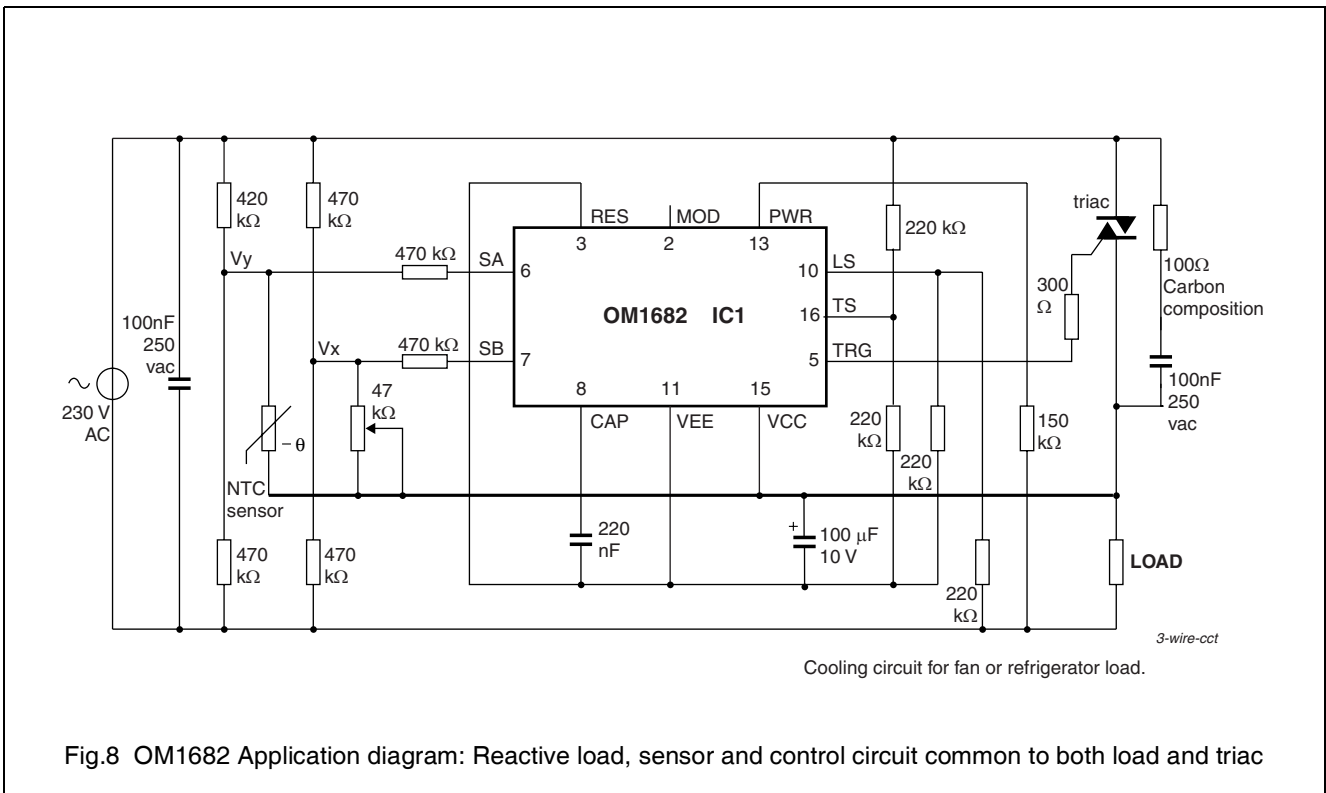 RES
MOD
PWR
3
2
13
420
kΩ
470
kΩ
220 kΩ
triac
Vy
470 kΩ
SA
6
10
LS
100Ω
Carbon
composition
OM1682 IC1
16
TS
300
Ω
100nF
250
vac
Vx
470 kΩ
SB
7
5
TRG
~
230 V
AC
47
kΩ
8
11
15
CAP
VEE
VCC
220
kΩ
220
kΩ
150
kΩ
100nF
250
vac
– θ
NTC
sensor
220
nF
+
100 µF
10 V
470
kΩ
470
kΩ
220
kΩ
LOAD
3-wire-cct
Cooling circuit for fan or refrigerator load.
Fig.8 OM1682 Application diagram: Reactive load, sensor and control circuit common to both load and triac